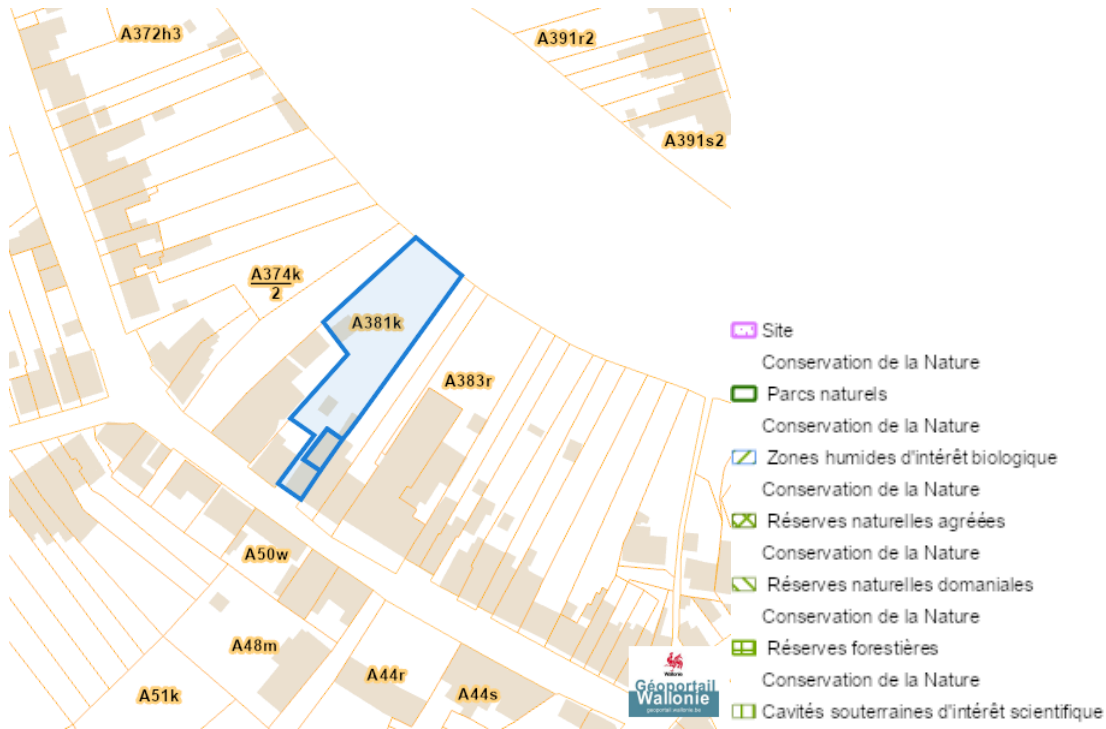 A372h3
A391r2
A391s2
A374k
2
A381k
A383r
A50w
A48m
A44r
A51k
A44s
Wallonie
Géoportail
Wallonie
geoportail.wallonie.be
Site
Conservation de la Nature
Parcs naturels
Conservation de la Nature
Zones humides d'intérêt biologique
Conservation de la Nature
Réserves naturelles agréées
Conservation de la Nature
Réserves naturelles domaniales
Conservation de la Nature
Réserves forestières
Conservation de la Nature
Cavités souterraines d'intérêt scientifique